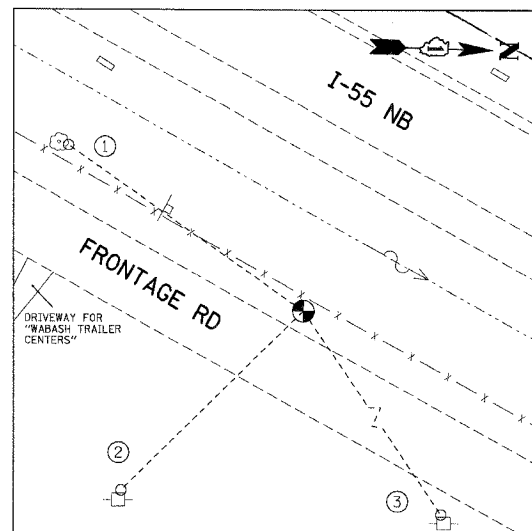 N
I-55 NB
1
FRONTAGE RD
DRIVEWAY FOR
"WABASH TRAILER
CENTERS"
2
3